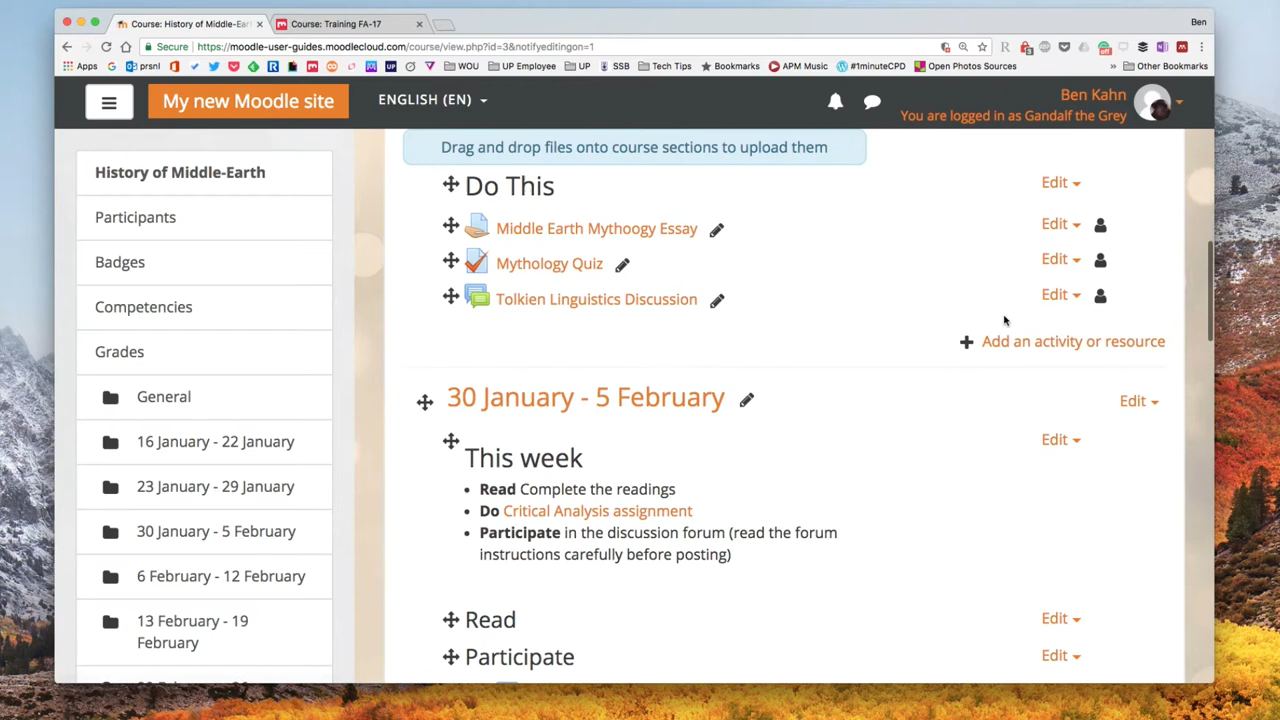 Course: History of Middle-Ear
Course: Training FA-17
Ben
Secure
https://moodle-user-guides.moodlecloud.com/course/view.php?id=3&notifyeditingon=1
Apps
prsnl
WOU
UP Employee
UP
SSB
Tech Tips
Bookmarks
APM Music
#1minuteCPD
Open Photos Sources
Other Bookmarks
My new Moodle site
ENGLISH (EN)
Ben Kahn
You are logged in as Gandalf the Grey
History of Middle-Earth
Participants
Badges
Competencies
Grades
General
16 January - 22 January
23 January - 29 January
30 January - 5 February
6 February - 12 February
13 February - 19
February
Drag and drop files onto course sections to upload them
Do This
Edit
Middle Earth Mythoogy Essay
Edit
Mythology Quiz
Edit
Tolkien Linguistics Discussion
Edit
Add an activity or resource
30 January - 5 February
Edit
This week
Edit
Read Complete the readings
Do Critical Analysis assignment
Participate in the discussion forum (read the forum
instructions carefully before posting)
Read
Edit
Participate
Edit